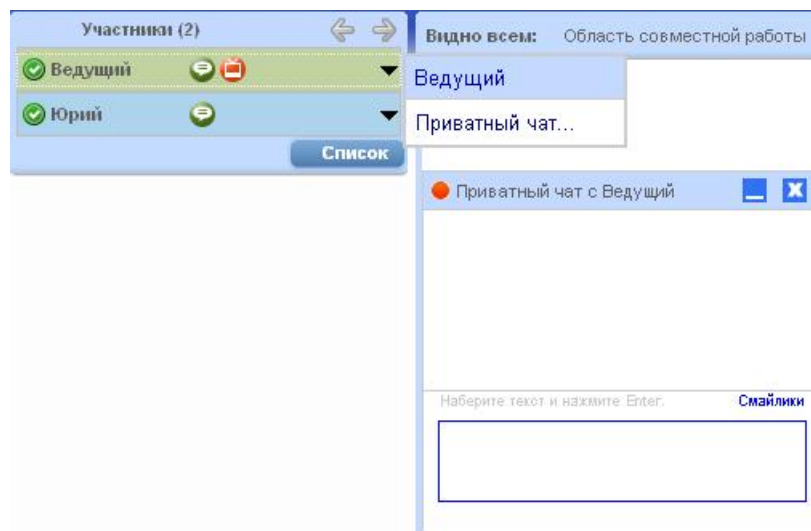 Участники (2)
Ведущий
Юрий
Список
Видно всем: Область совместной работы
Ведущий
Приватный чат...
Приватный чат с Ведущий
Наберите текст и нажмите Enter.
Смайлики